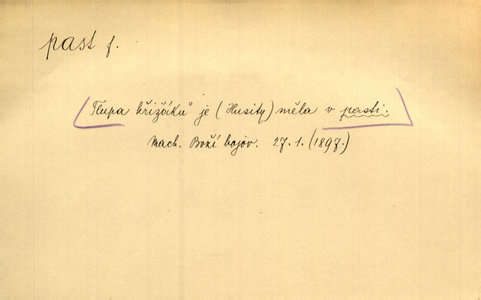 past f.
Tlupa křižáků je (Husity) měla v pasti.
Mach. Boží bojov. 27. 1. (1897.)